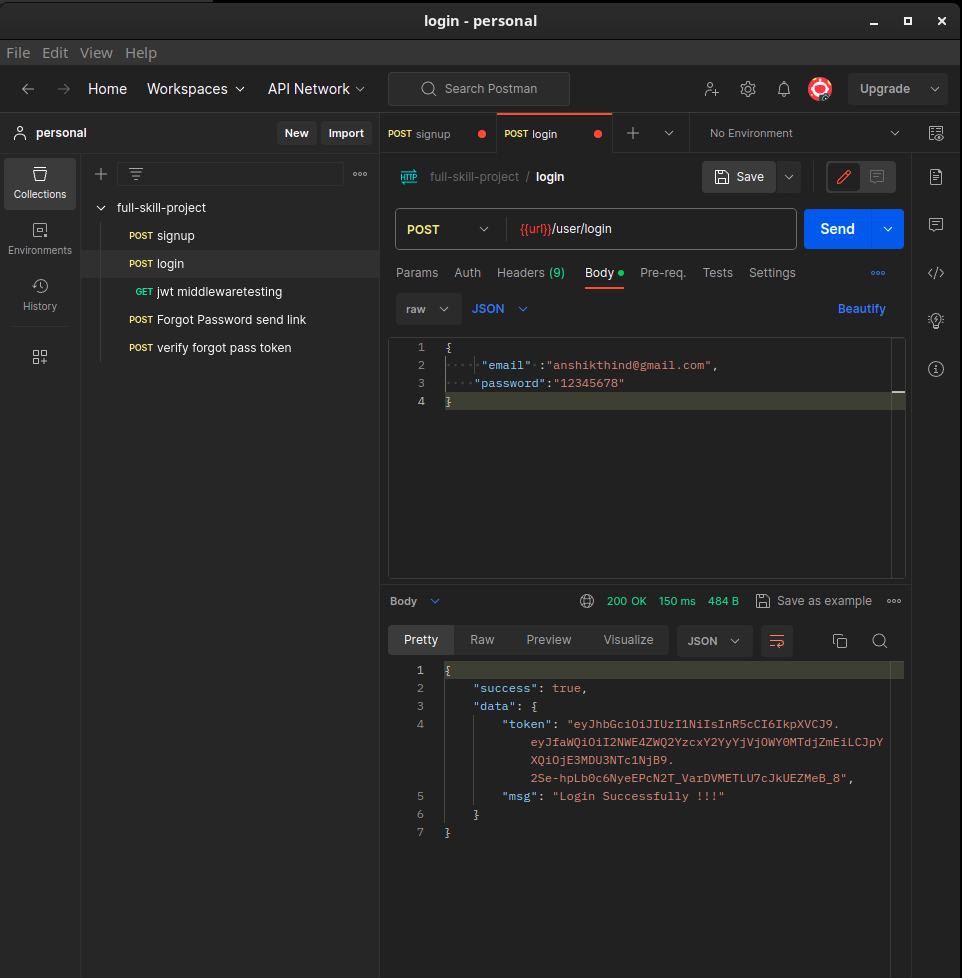 login - personal
File Edit View Help
Home Workspaces API Network Search Postman Upgrade
personal New Import
POST signup POST login No Environment
Collections
Environments
History
full-skill-project
POST signup
POST login
GET jwt middlewaretesting
POST Forgot Password send link
POST verify forgot pass token
HTTP full-skill-project / login Save
POST {{url}}/user/login Send
Params Auth Headers (9) Body Pre-req. Tests Settings
raw JSON Beautify
1 {
2 "email" :"anshikthind@gmail.com",
3 "password":"12345678"
4 }
Body 200 OK 150 ms 484 B Save as example
Pretty Raw Preview Visualize JSON
1 {
2 "success": true,
3 "data": {
4 "token": "eyJhbGciOiJIUzI1NiIsInR5cCI6IkpXVCJ9.
eyJfaWQiOiI2NWE4ZWQ2YzcxY2YyYjVjOWY0MTdjZmEiLCJpY
XQiOjE3MDU3NTc1NjB9.
2Se-hpLb0c6NyeEPcN2T_VarDVMETLU7cJkUEZMeB_8",
5 "msg": "Login Successfully !!!"
6 }
7 }